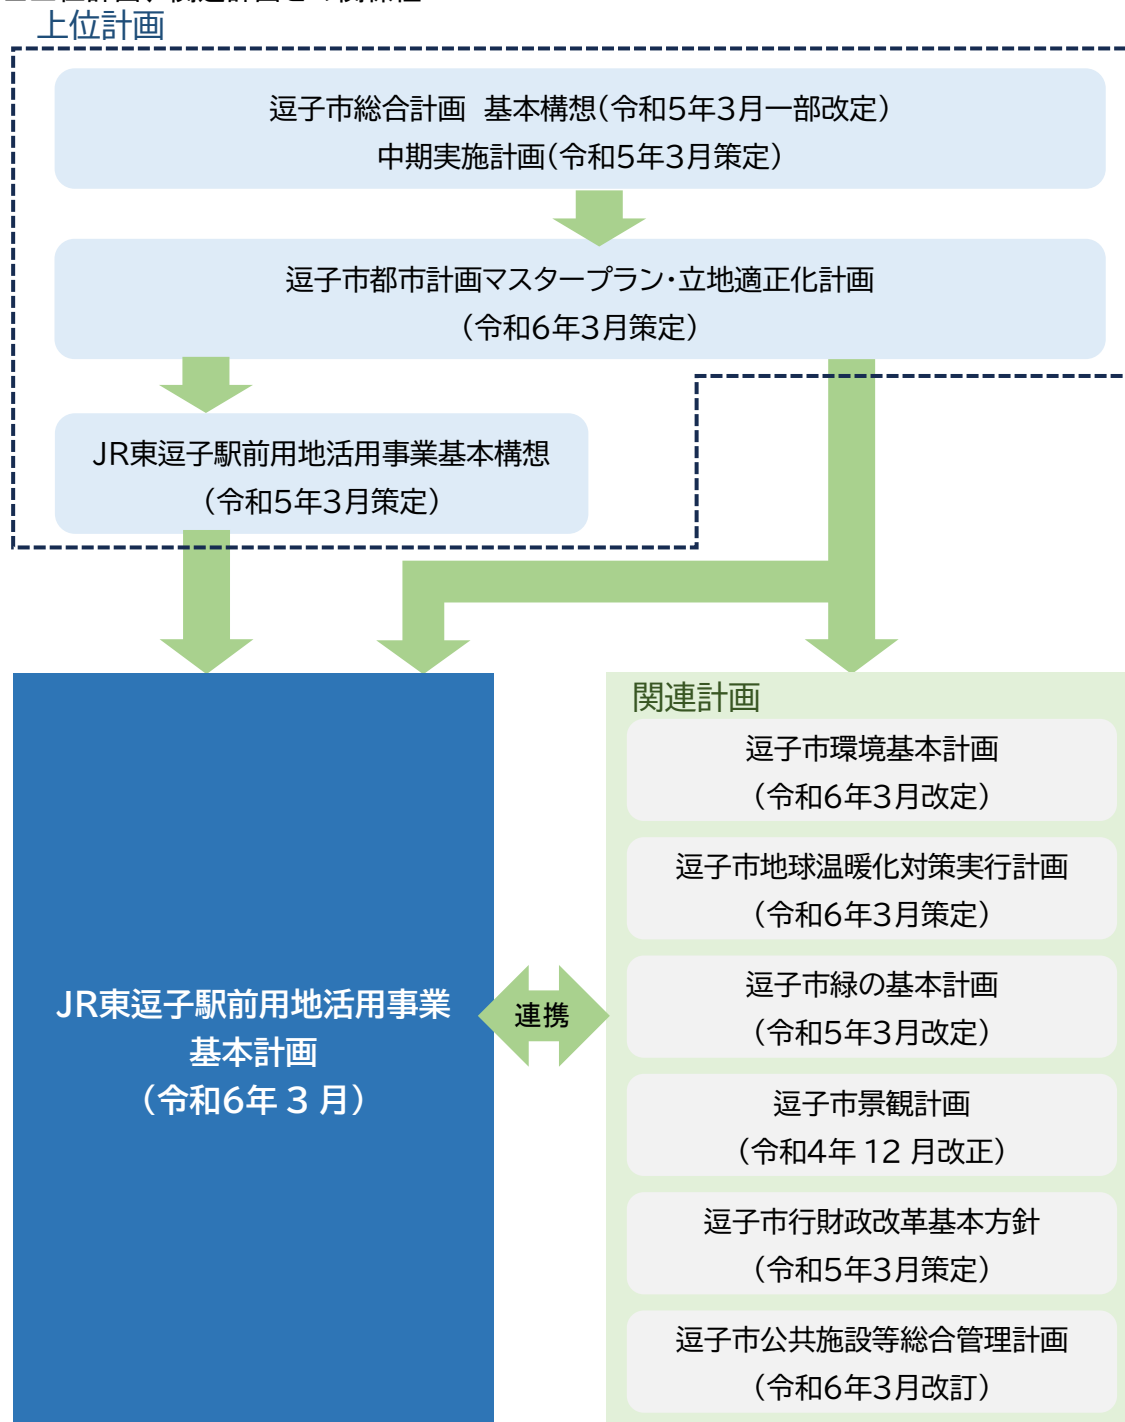 上位計画
逗子市総合計画 基本構想(令和5年3月一部改定)
中期実施計画(令和5年3月策定)
逗子市都市計画マスタープラン・立地適正化計画
(令和6年3月策定)
JR東逗子駅前用地活用事業基本構想
(令和5年3月策定)
関連計画
逗子市環境基本計画
(令和6年3月改定)
逗子市地球温暖化対策実行計画
(令和6年3月策定)
逗子市緑の基本計画
(令和5年3月改定)
JR東逗子駅前用地活用事業
基本計画
(令和6年 3 月)
連携
逗子市景観計画
(令和4年 12 月改正)
逗子市行財政改革基本方針
(令和5年3月策定)
逗子市公共施設等総合管理計画
(令和6年3月改訂)